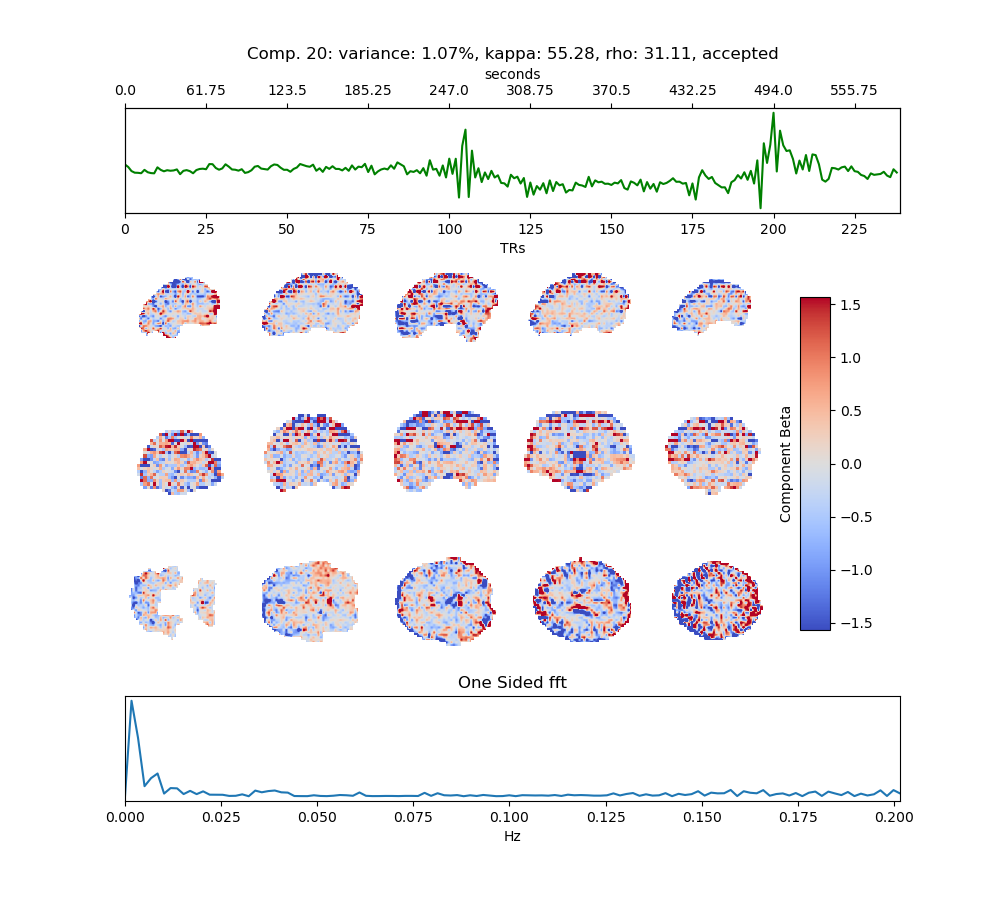 Comp. 20: variance: 1.07%, kappa: 55.28, rho: 31.11, accepted
seconds
0.0 61.75 123.5 185.25 247.0 308.75 370.5 432.25 494.0 555.75
0 25 50 75 100 125 150 175 200 225
TRs
1.5
1.0
0.5
0.0
−0.5
−1.0
−1.5
Component Beta
One Sided fft
0.000 0.025 0.050 0.075 0.100 0.125 0.150 0.175 0.200
Hz